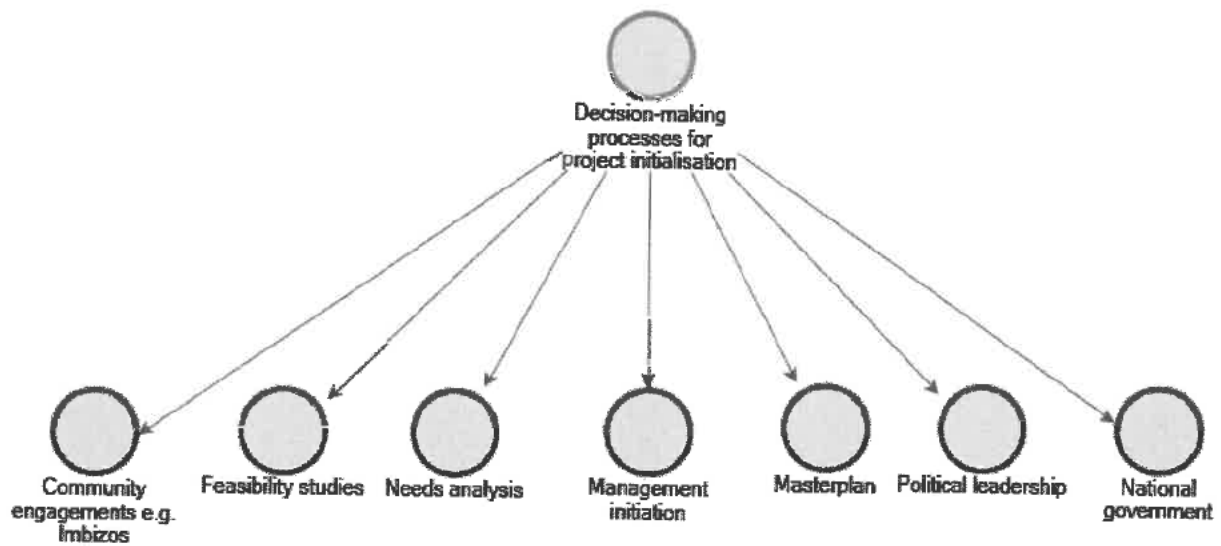 Decision-making
processes for
project initialisation
Community
engagements e.g.
Imbizos
Feasibility studies
Needs analysis
Management
initiation
Masterplan
Political leadership
National
government